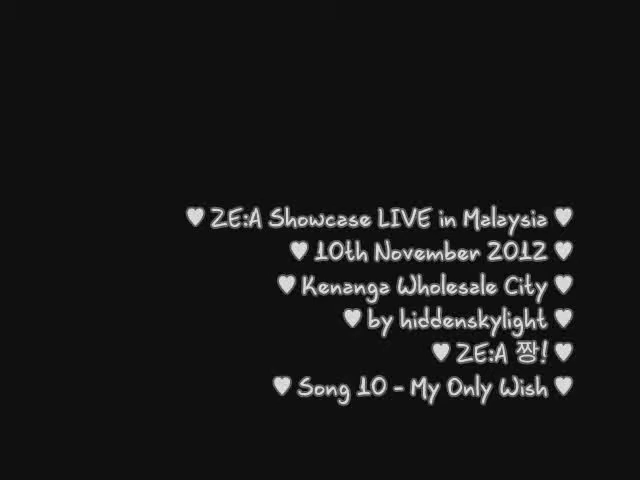 ♥ ZE:A Showcase LIVE in Malaysia ♥
♥ 10th November 2012 ♥
♥ Kenanga Wholesale City ♥
♥ by hiddenskylight ♥
♥ ZE:A 짱! ♥
♥ Song 10 - My Only Wish ♥